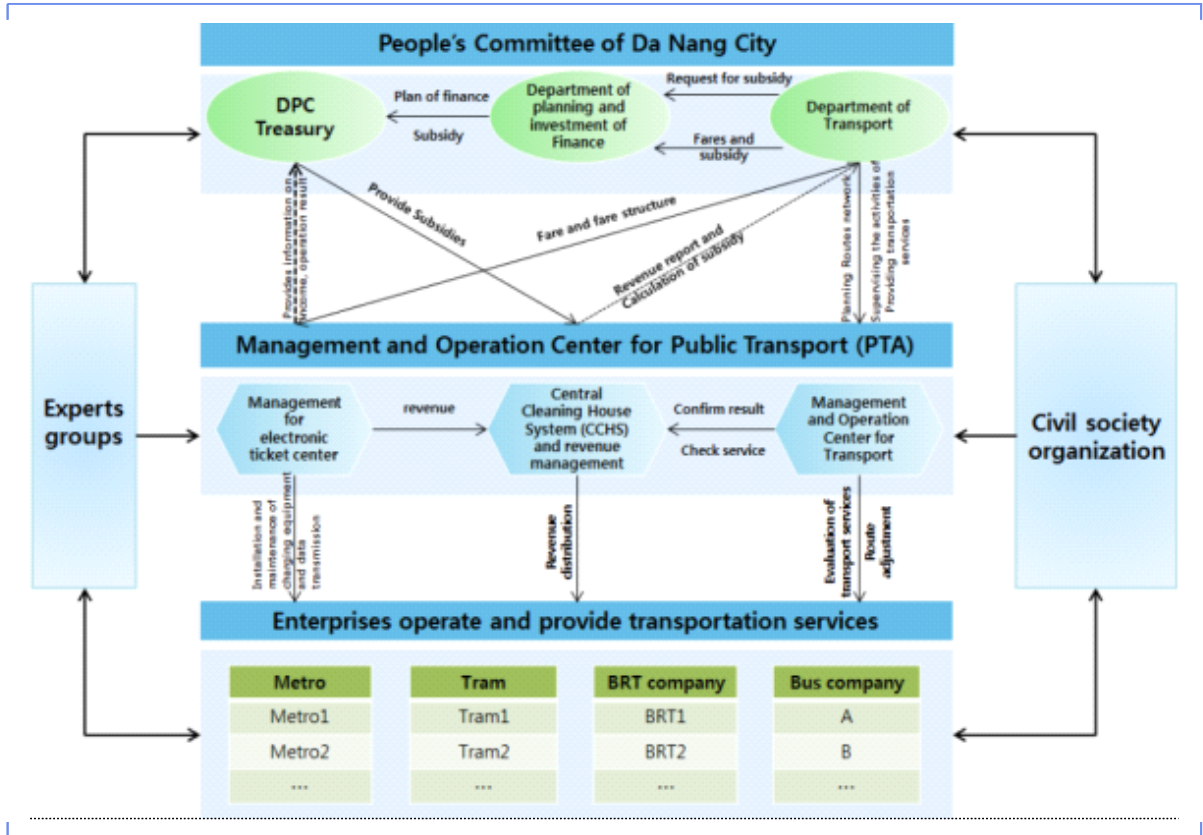 People's Committee of Da Nang City
DPC
Treasury
Plan of finance
Subsidy
Department of
planning and
investment of
Finance
Request for subsidy
Fares and
subsidy
Department of
Transport
Provides information on
income, operation result
Provide Subsidies
Fare and fare structure
Revenue report and
Calculation of subsidy
Planning Routes network
Supervising the activities of
Providing transportation
services
Management and Operation Center for Public Transport (PTA)
Experts
groups
Management
for
electronic
ticket center
revenue
Central
Cleaning House
System (CCHS)
and revenue
management
Confirm result
Check service
Management
and Operation
Center for
Transport
Civil society
organization
Installation and
maintenance of
charging equipment
and data
transmission
Revenue
distribution
Evaluation of
transport services
Route
adjustment
Enterprises operate and provide transportation services
Metro
Metro1
Metro2
...
Tram
Tram1
Tram2
...
BRT company
BRT1
BRT2
...
Bus company
A
B
...